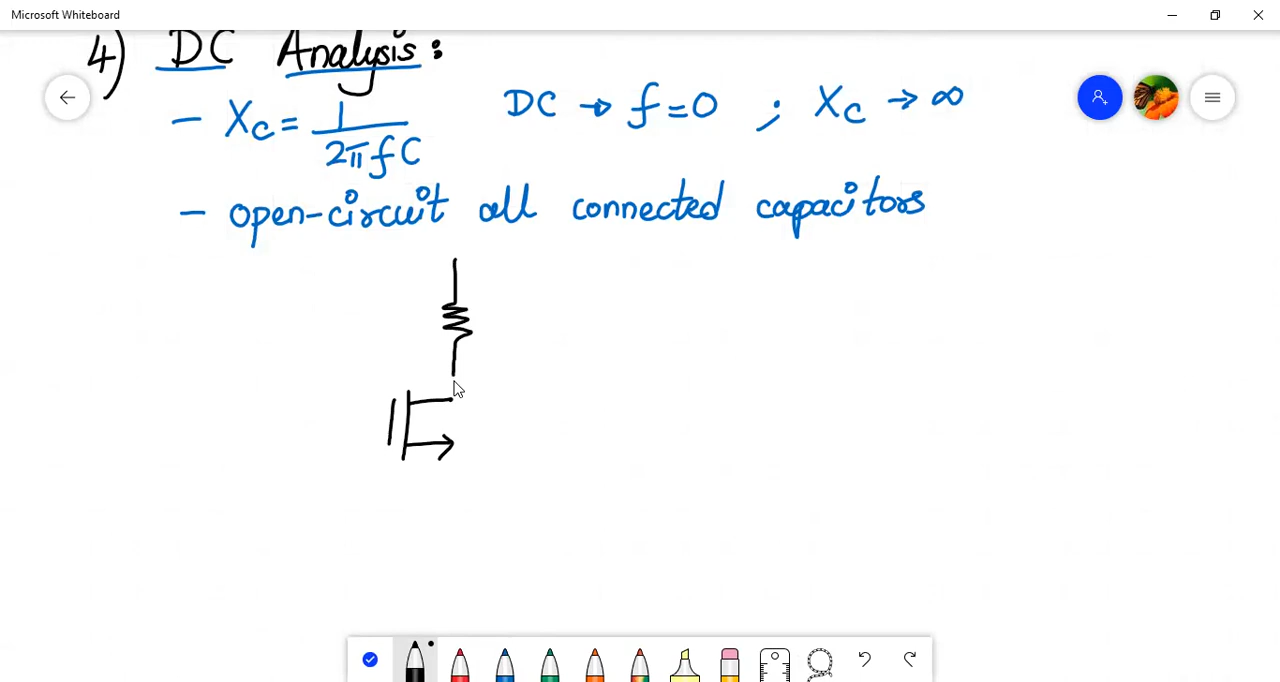 Microsoft Whiteboard
4) DC Analysis:
- Xc = 1/2πfC DC → f=0 ; Xc → ∞
- open-circuit all connected capacitors